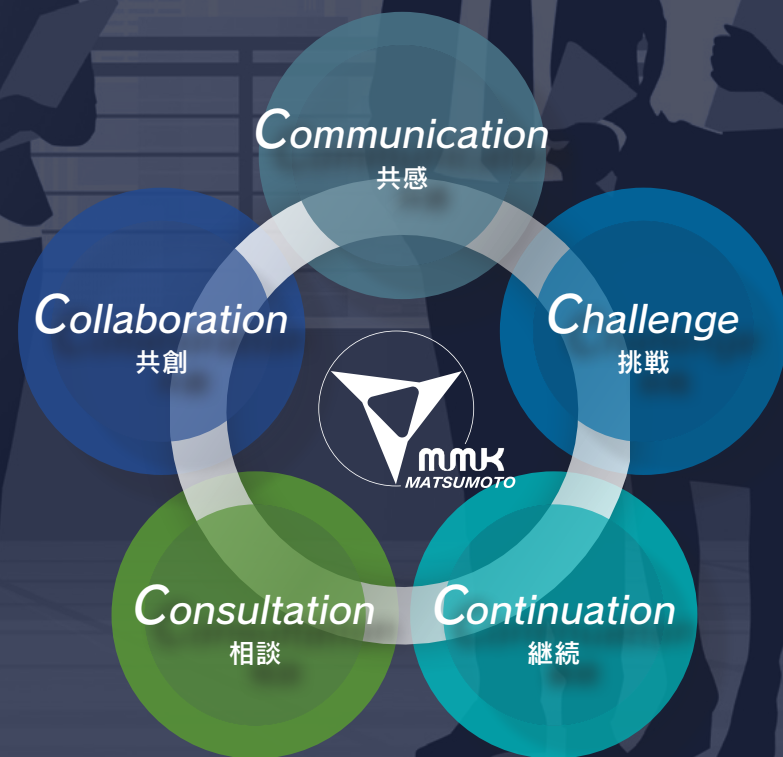 Communication
共感
Collaboration
共創
Challenge
挑戦
MMK
MATSUMOTO
Consultation
相談
Continuation
継続